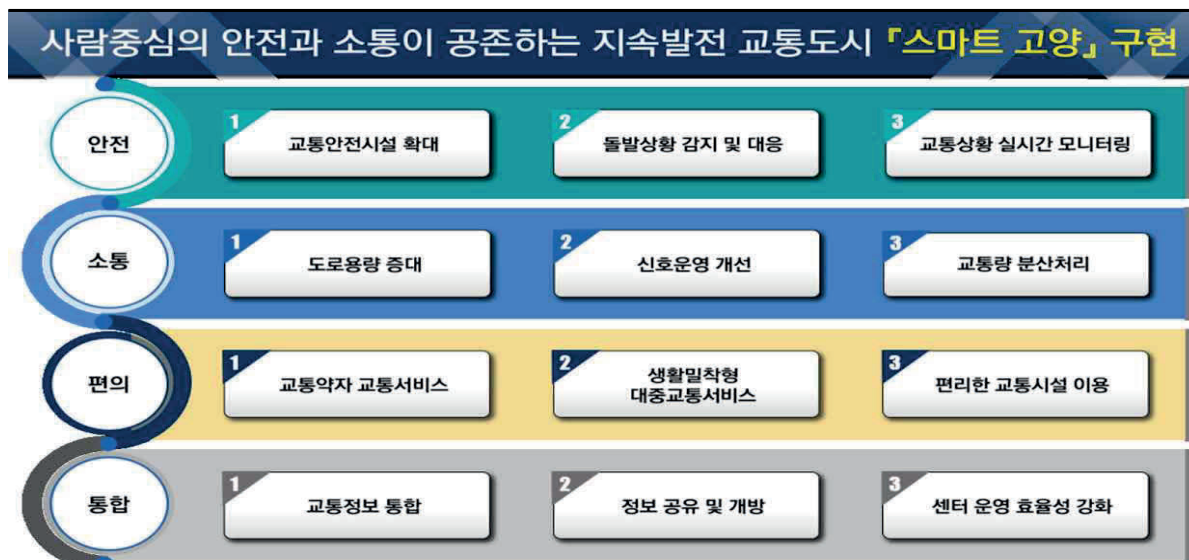 사람중심의 안전과 소통이 공존하는 지속발전 교통도시 『스마트 고양』 구현
안전
1
교통안전시설 확대
2
돌발상황 감지 및 대응
3
교통상황 실시간 모니터링
소통
1
도로용량 증대
2
신호운영 개선
3
교통량 분산처리
편의
1
교통약자 교통서비스
2
생활밀착형
대중교통서비스
3
편리한 교통시설 이용
통합
1
교통정보 통합
2
정보 공유 및 개방
3
센터 운영 효율성 강화